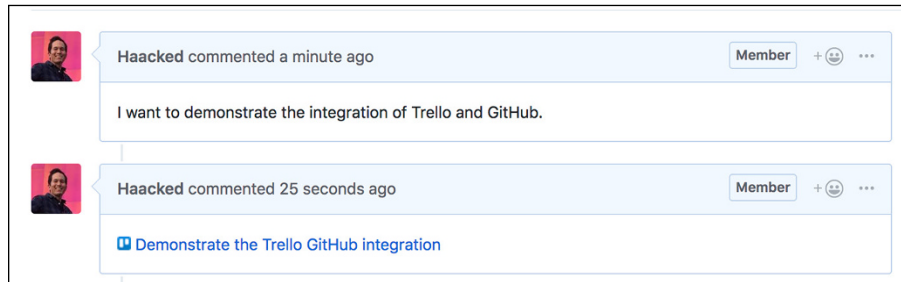 Haacked commented a minute ago Member
I want to demonstrate the integration of Trello and GitHub.
Haacked commented 25 seconds ago Member
Demonstrate the Trello GitHub integration